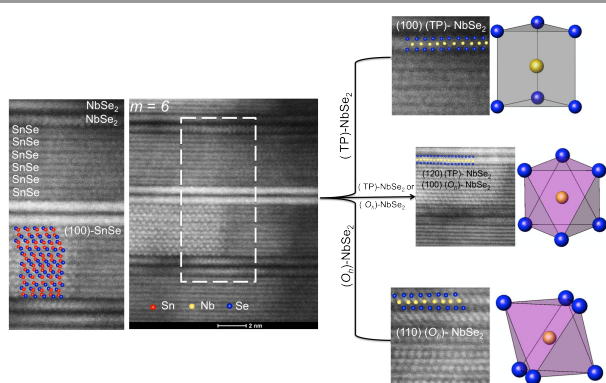 NbSe2
NbSe2
SnSe
SnSe
SnSe
SnSe
SnSe
SnSe
(100)-SnSe
m = 6
Sn
Nb
Se
2 nm
(TP)-NbSe2
(TP)-NbSe2 or
(Oh)-NbSe2
(Oh)-NbSe2
(100) (TP)- NbSe2
(120) (TP)- NbSe2
(100) (Oh)- NbSe2
(110) (Oh)- NbSe2